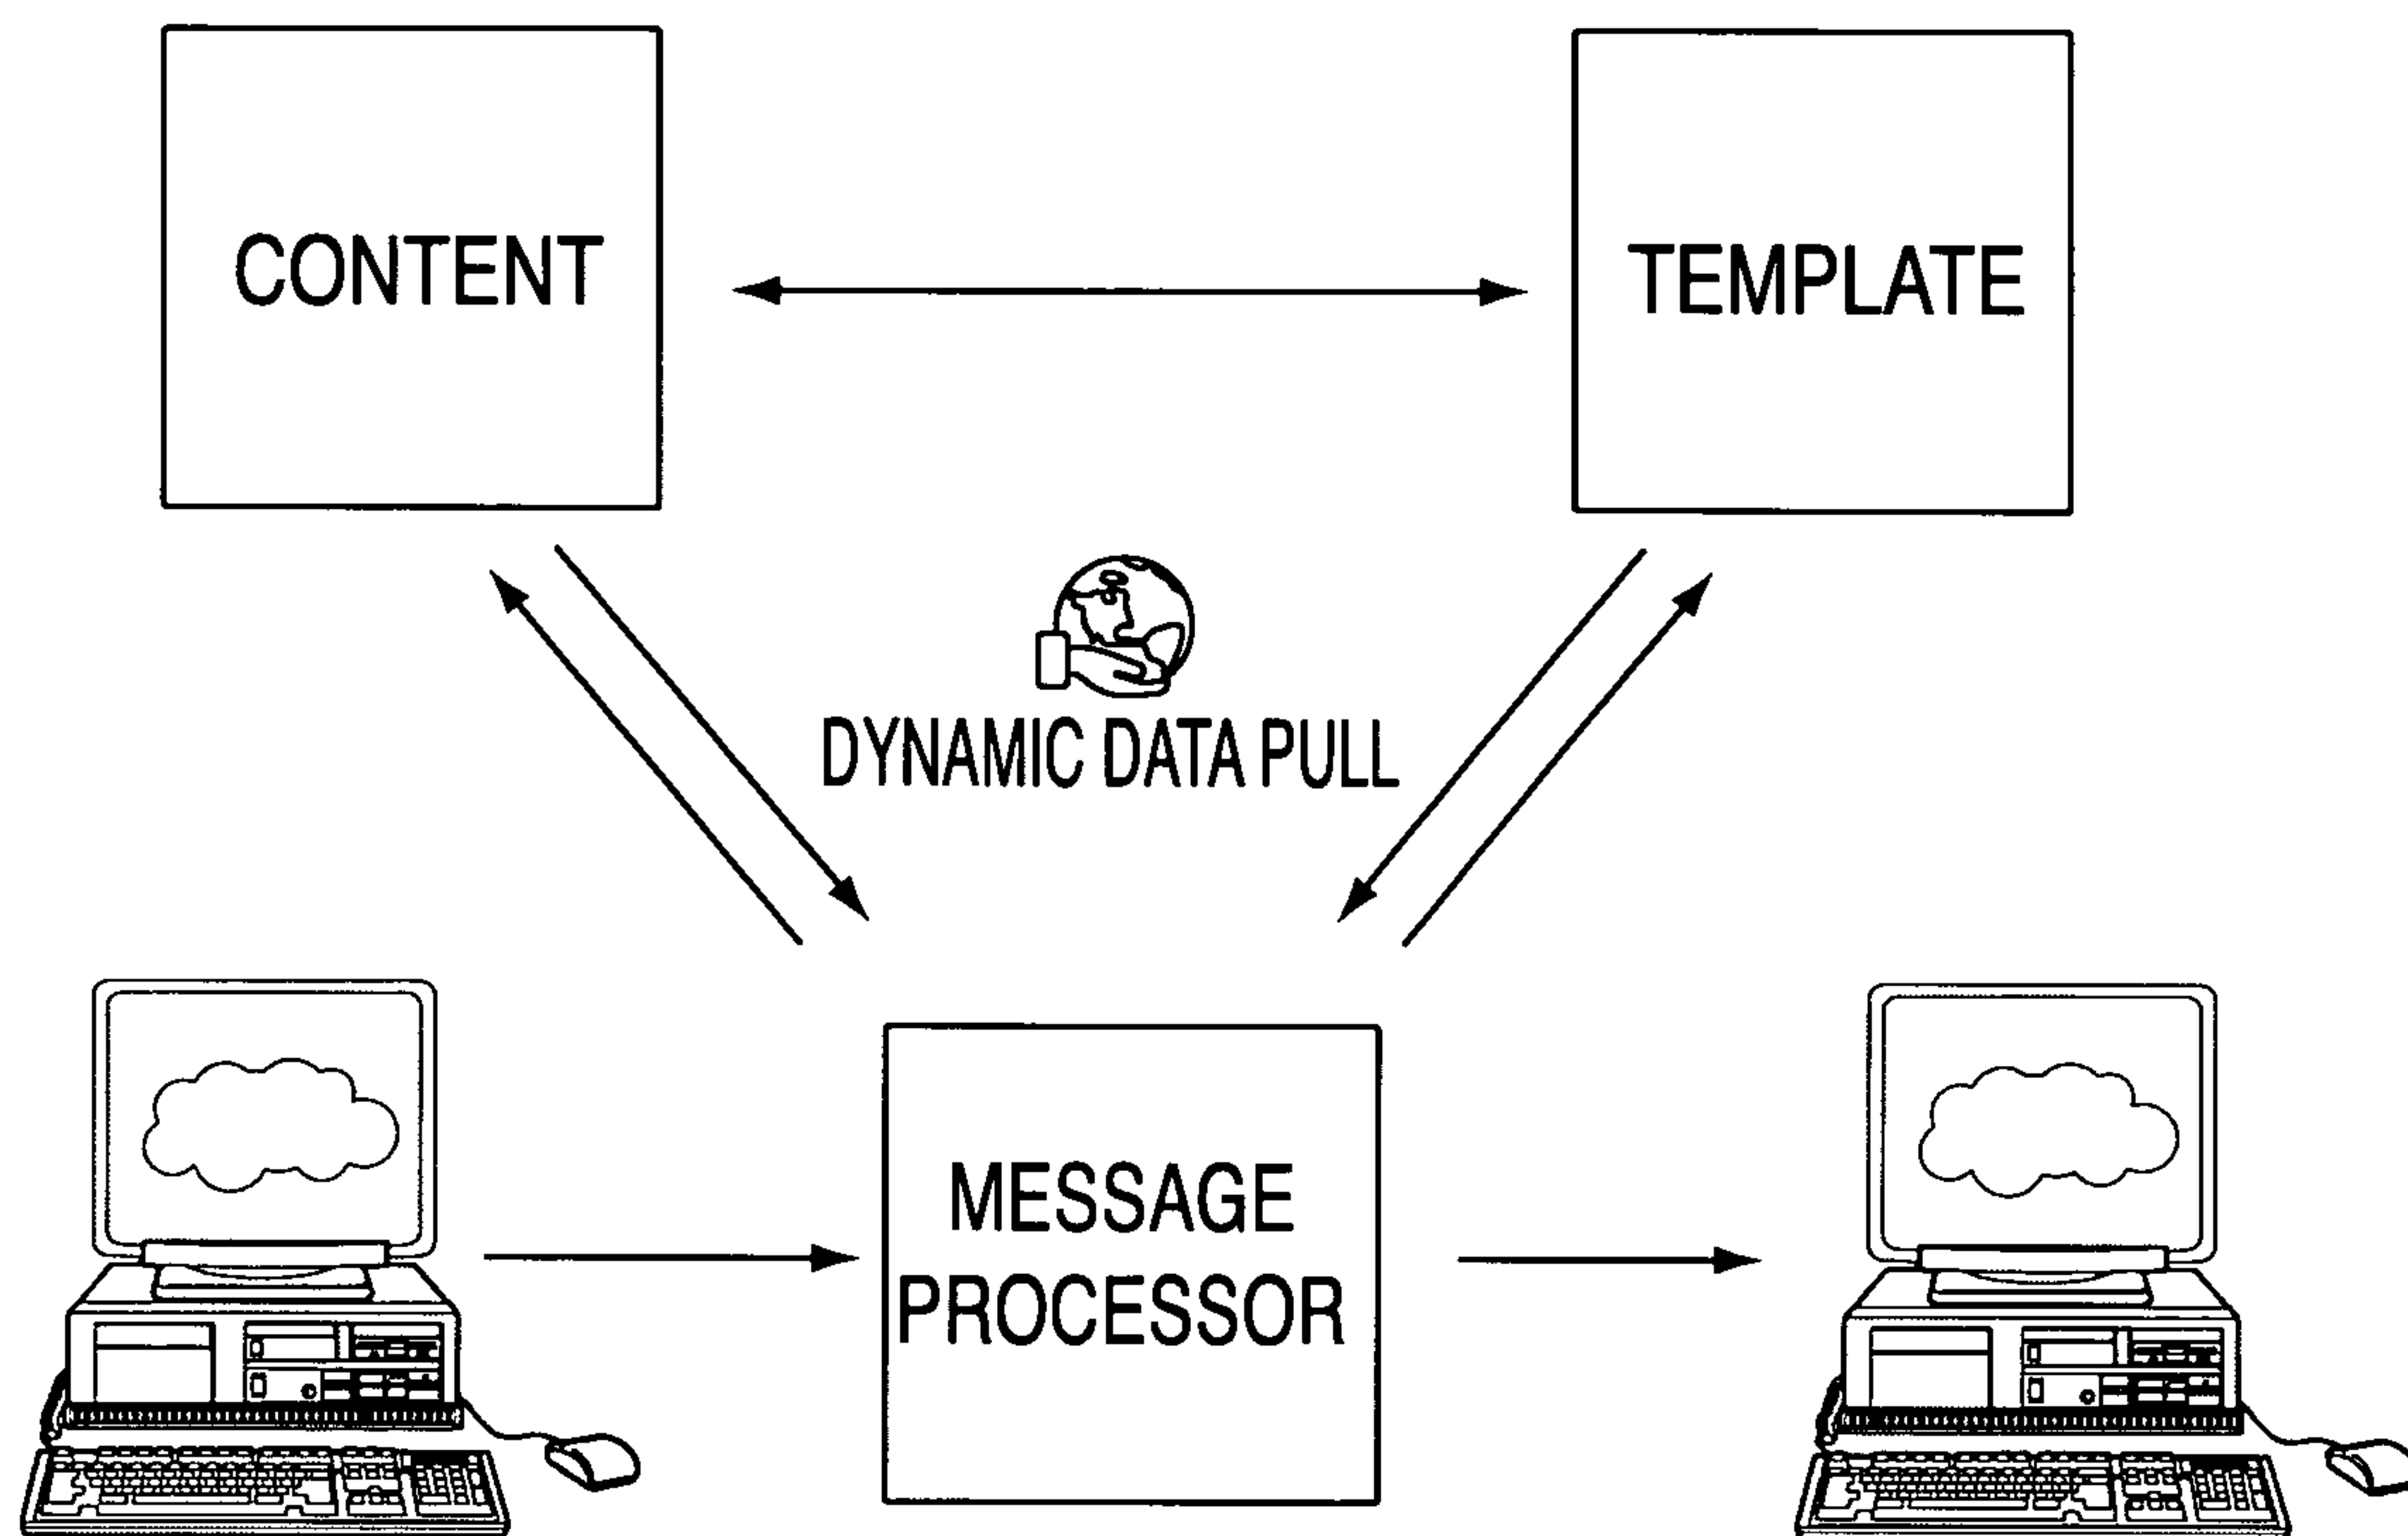 CONTENT
TEMPLATE
DYNAMIC DATA PULL
MESSAGE
PROCESSOR